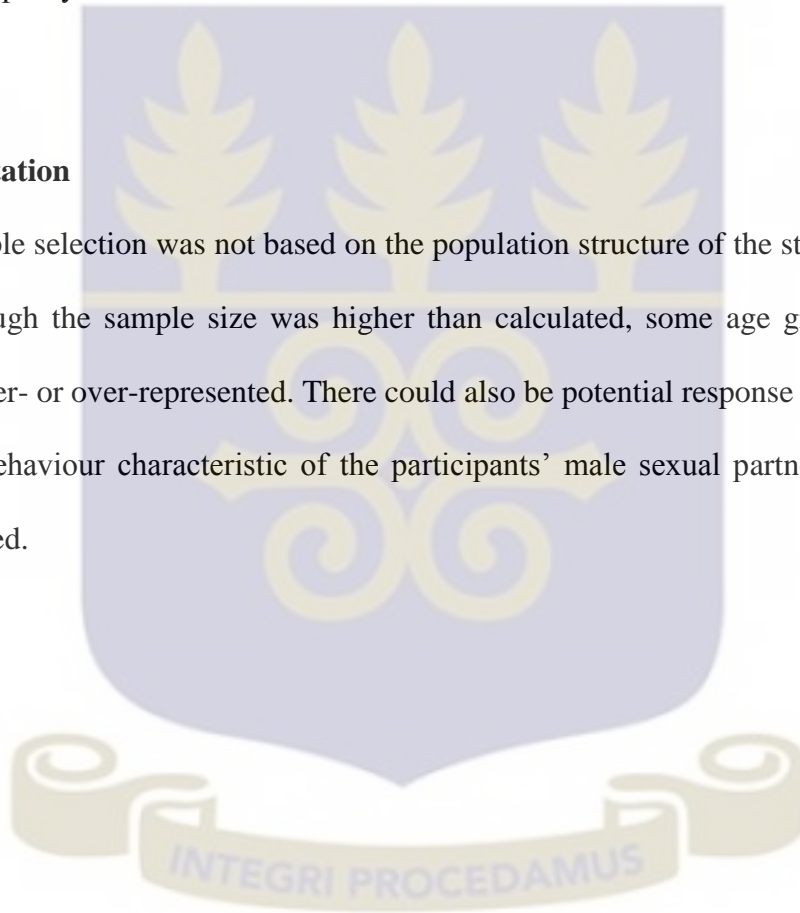 tation
le selection was not based on the population structure of the st
ugh the sample size was higher than calculated, some age g
er- or over-represented. There could also be potential response
ehaviour characteristic of the participants’ male sexual partn
ed.
INTEGRI PROCEDAMUS